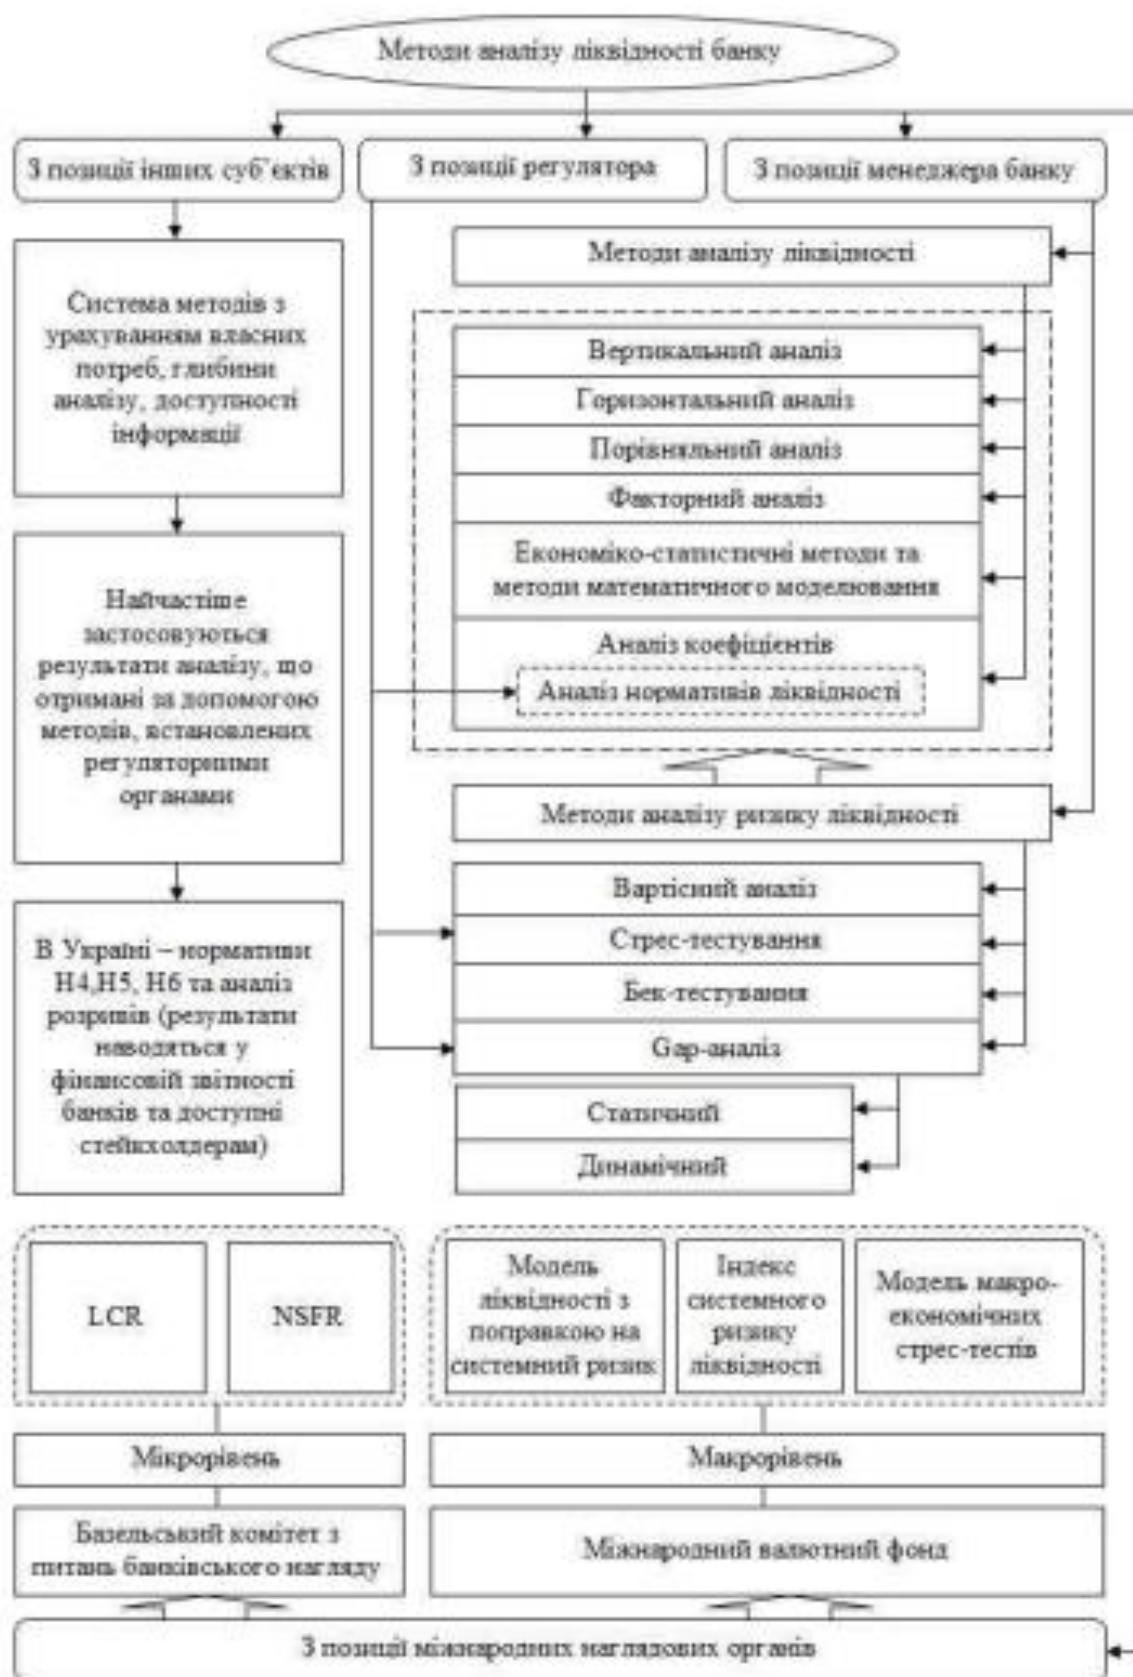 Методи аналізу ліквідності банку
З позиції інших суб'єктів
З позиції регулятора
З позиції менеджера банку
Система методів з
урахуванням власних
потреб, глибини
аналізу, доступності
інформації
Найчастіше
застосовуються
результати аналізу, що
отримані за допомогою
методів, встановлених
регуляторними
органами
В Україні – нормативи
Н4,Н5, Н6 та аналіз
розривів (результати
наводяться у
фінансовій звітності
банків та доступні
стейкхолдерам)
Методи аналізу ліквідності
Вертикальний аналіз
Горизонтальний аналіз
Порівняльний аналіз
Факторний аналіз
Економіко-статистичні методи та
методи математичного моделювання
Аналіз коефіцієнтів
Аналіз нормативів ліквідності
Методи аналізу ризику ліквідності
Вартісний аналіз
Стрес-тестування
Бек-тестування
Gap-аналіз
Статичний
Динамічний
LCR
NSFR
Модель
ліквідності з
поправкою на
системний ризик
Індекс
системного
ризику
ліквідності
Модель макро-
економічних
стрес-тестів
Мікрорівень
Макрорівень
Базельський комітет з
питань банківського нагляду
Міжнародний валютний фонд
З позиції міжнародних наглядових органів